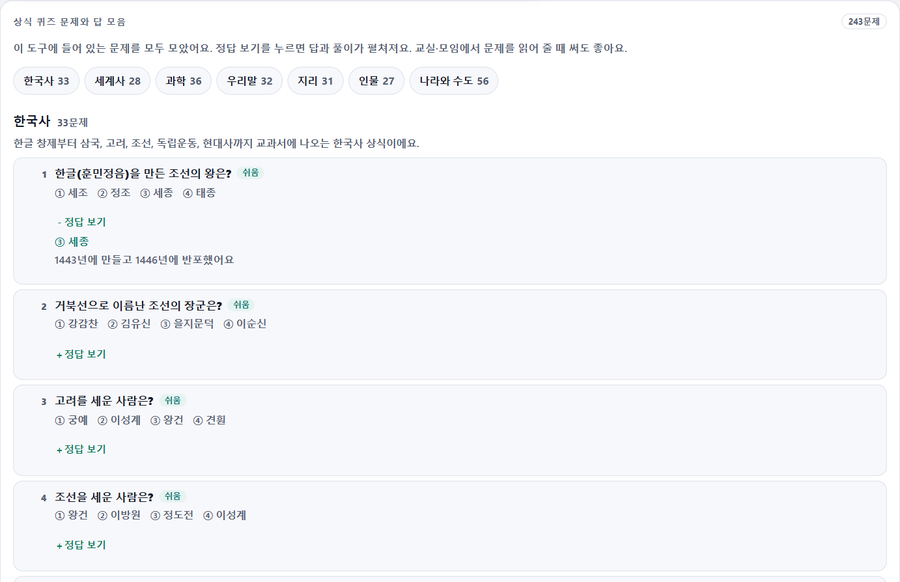 상식 퀴즈 문제와 답 모음
243문제
이 도구에 들어 있는 문제를 모두 모았어요. 정답 보기를 누르면 답과 풀이가 펼쳐져요. 교실·모임에서 문제를 읽어 줄 때 써도 좋아요.
한국사 33 세계사 28 과학 36 우리말 32 지리 31 인물 27 나라와 수도 56
한국사 33문제
한글 창제부터 삼국, 고려, 조선, 독립운동, 현대사까지 교과서에 나오는 한국사 상식이에요.
1 한글(훈민정음)을 만든 조선의 왕은? 쉬움
① 세조 ② 정조 ③ 세종 ④ 태종
- 정답 보기
③ 세종
1443년에 만들고 1446년에 반포했어요
2 거북선으로 이름난 조선의 장군은? 쉬움
① 강감찬 ② 김유신 ③ 을지문덕 ④ 이순신
+ 정답 보기
3 고려를 세운 사람은? 쉬움
① 궁예 ② 이성계 ③ 왕건 ④ 견훤
+ 정답 보기
4 조선을 세운 사람은? 쉬움
① 왕건 ② 이방원 ③ 정도전 ④ 이성계
+ 정답 보기